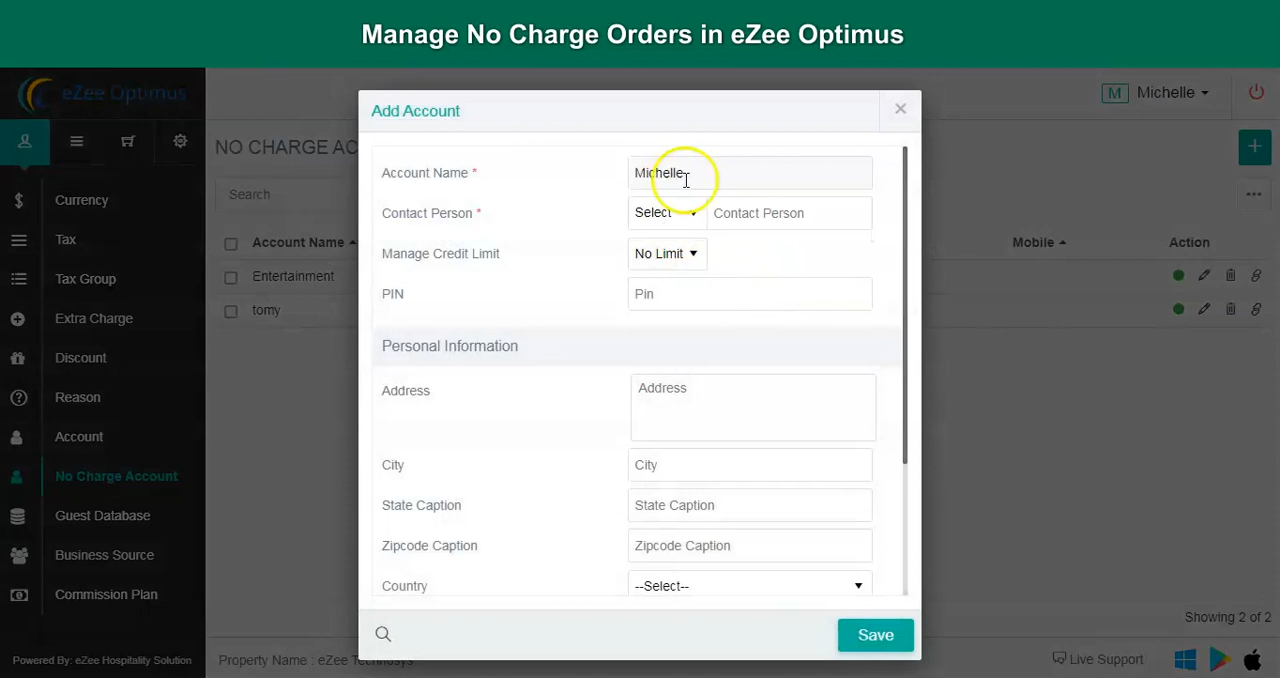 Manage No Charge Orders in eZee Optimus
eZee Optimus
M Michelle
NO CHARGE AC
Search
Account Name
Mobile
Action
Entertainment
tomy
Currency
Tax
Tax Group
Extra Charge
Discount
Reason
Account
No Charge Account
Guest Database
Business Source
Commission Plan
Add Account
Account Name * Michelle
Contact Person * Select Contact Person
Manage Credit Limit No Limit
PIN Pin
Personal Information
Address Address
City City
State Caption State Caption
Zipcode Caption Zipcode Caption
Country --Select--
Save
Showing 2 of 2
Powered By: eZee Hospitality Solution
Property Name : eZee Technosys
Live Support